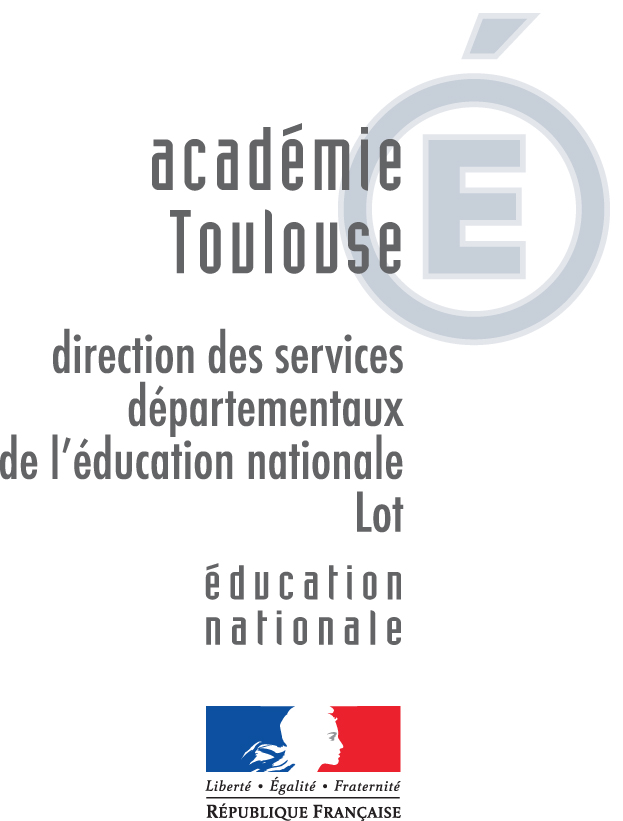 É
académie
Toulouse
direction des services
départementaux
de l'éducation nationale
Lot
éducation
nationale
Liberté • Égalité • Fraternité
RÉPUBLIQUE FRANÇAISE